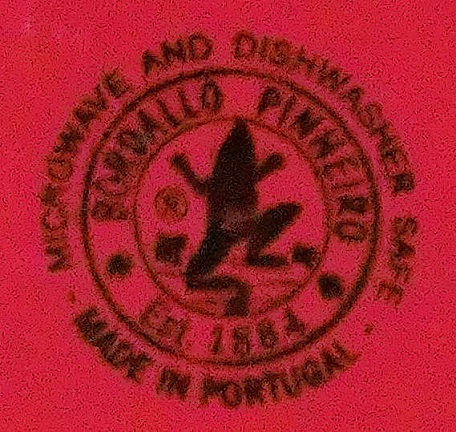 MICROWAVE AND DISHWASHER SAFE
BORDALLO PINHEIRO
Est. 1884
MADE IN PORTUGAL